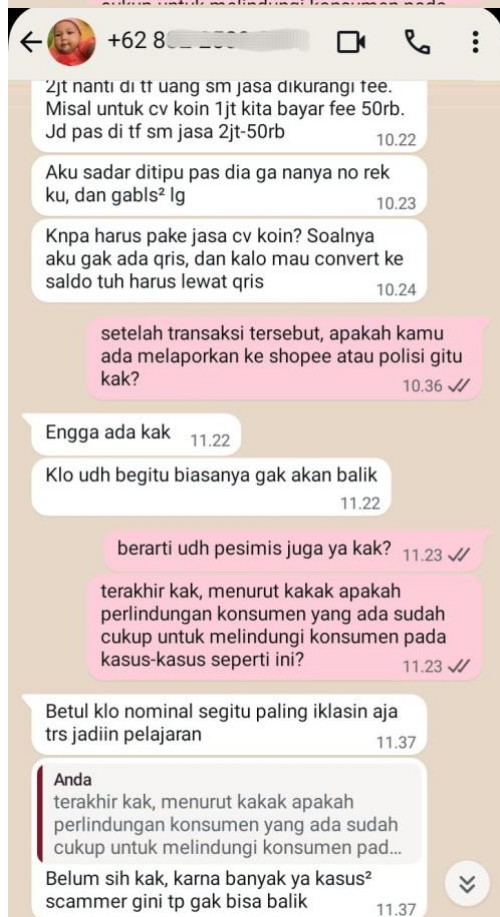 +62 8
2jt nanti di tf uang sm jasa dikurangi fee.
Misal untuk cv koin 1jt kita bayar fee 50rb.
Jd pas di tf sm jasa 2jt-50rb
10.22
Aku sadar ditipu pas dia ga nanya no rek
ku, dan gabls² lg
10.23
Knpa harus pake jasa cv koin? Soalnya
aku gak ada qris, dan kalo mau convert ke
saldo tuh harus lewat qris
10.24
setelah transaksi tersebut, apakah kamu
ada melaporkan ke shopee atau polisi gitu
kak?
10.36
Engga ada kak 11.22
Klo udh begitu biasanya gak akan balik
11.22
berarti udh pesimis juga ya kak? 11.23
terakhir kak, menurut kakak apakah
perlindungan konsumen yang ada sudah
cukup untuk melindungi konsumen pada
kasus-kasus seperti ini?
11.23
Betul klo nominal segitu paling iklasin aja
trs jadiin pelajaran
11.37
Anda
terakhir kak, menurut kakak apakah
perlindungan konsumen yang ada sudah
cukup untuk melindungi konsumen pad...
Belum sih kak, karna banyak ya kasus²
scammer gini tp gak bisa balik
11.37